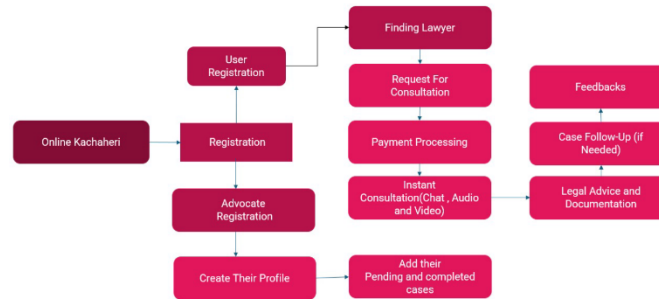 Finding Lawyer
User
Registration
Request For
Consultation
Feedbacks
Online Kachaheri
Registration
Payment Processing
Case Follow-Up (if
Needed)
Advocate
Registration
Instant
Consultation(Chat , Audio
and Video)
Legal Advice and
Documentation
Create Their Profile
Add their
Pending and completed
cases